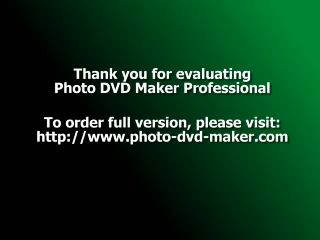 Thank you for evaluating
Photo DVD Maker Professional
To order full version, please visit:
http://www.photo-dvd-maker.com